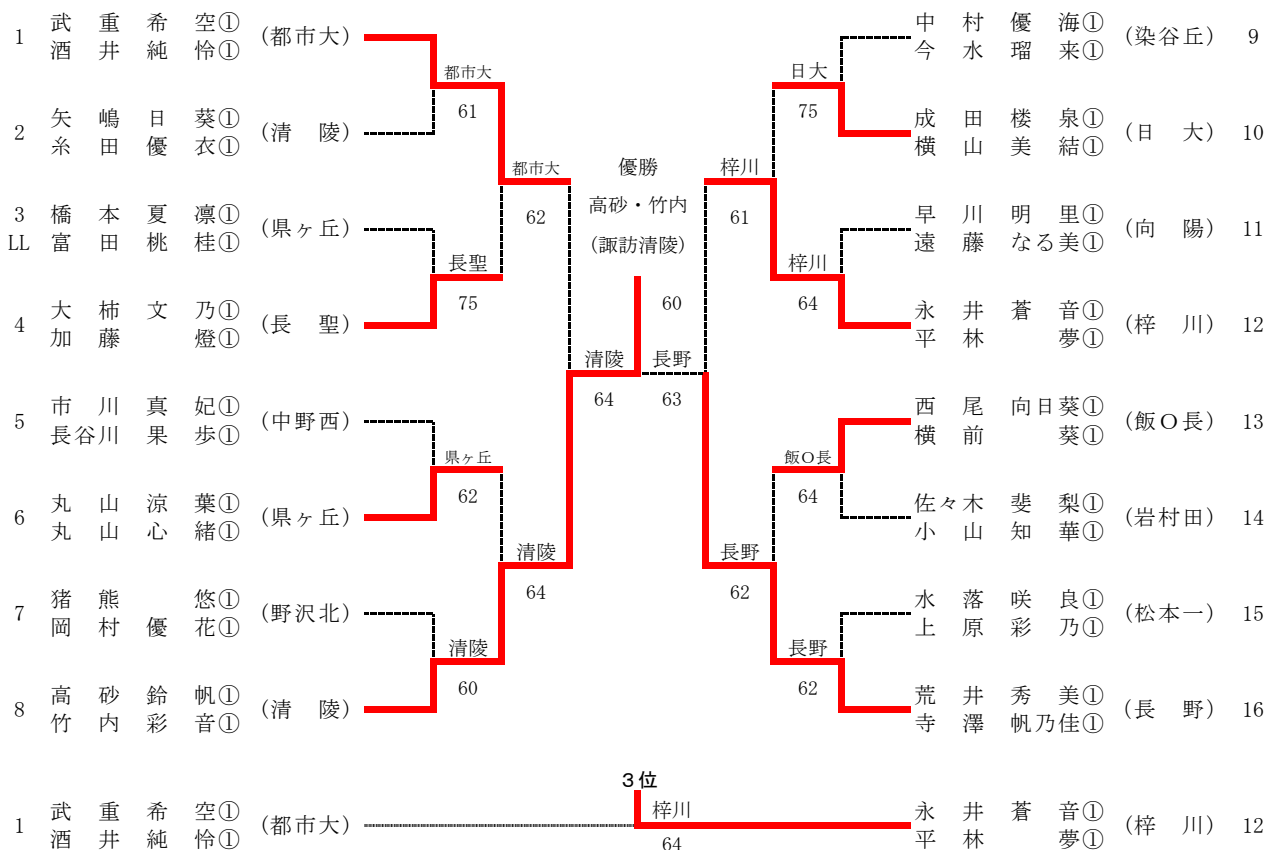 1 武重希空① 酒井純怜① (都市大)
2 矢嶋日葵① 糸田優衣① (清陵)
3 LL 橋本夏凛① 富田桃桂① (県ヶ丘)
4 大柿文乃① 加藤燈① (長聖)
5 市川真妃① 長谷川果歩① (中野西)
6 丸山涼葉① 丸山心緒① (県ヶ丘)
7 猪熊悠① 岡村優花① (野沢北)
8 高砂鈴帆① 竹内彩音① (清陵)
都市大
61
長聖
75
県ヶ丘
62
清陵
60
都市大
62
清陵
64
清陵
64
優勝
高砂・竹内
(諏訪清陵)
60
長野
63
梓川
61
長野
62
日大
75
梓川
64
飯O長
64
長野
62
中村優海① 今水瑠来① (染谷丘) 9
成田楼泉① 横山美結① (日大) 10
早川明里① 遠藤なる美① (向陽) 11
永井蒼音① 平林夢① (梓川) 12
西尾向日葵① 横前葵① (飯O長) 13
佐々木斐梨① 小山知華① (岩村田) 14
水落咲良① 上原彩乃① (松本一) 15
荒井秀美① 寺澤帆乃佳① (長野) 16
3位
1 武重希空① 酒井純怜① (都市大)
梓川
64
永井蒼音① 平林夢① (梓川) 12